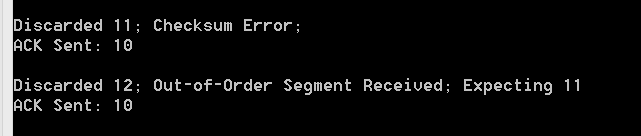 Discarded 11; Checksum Error;
ACK Sent: 10
Discarded 12; Out-of-Order Segment Received; Expecting 11
ACK Sent: 10